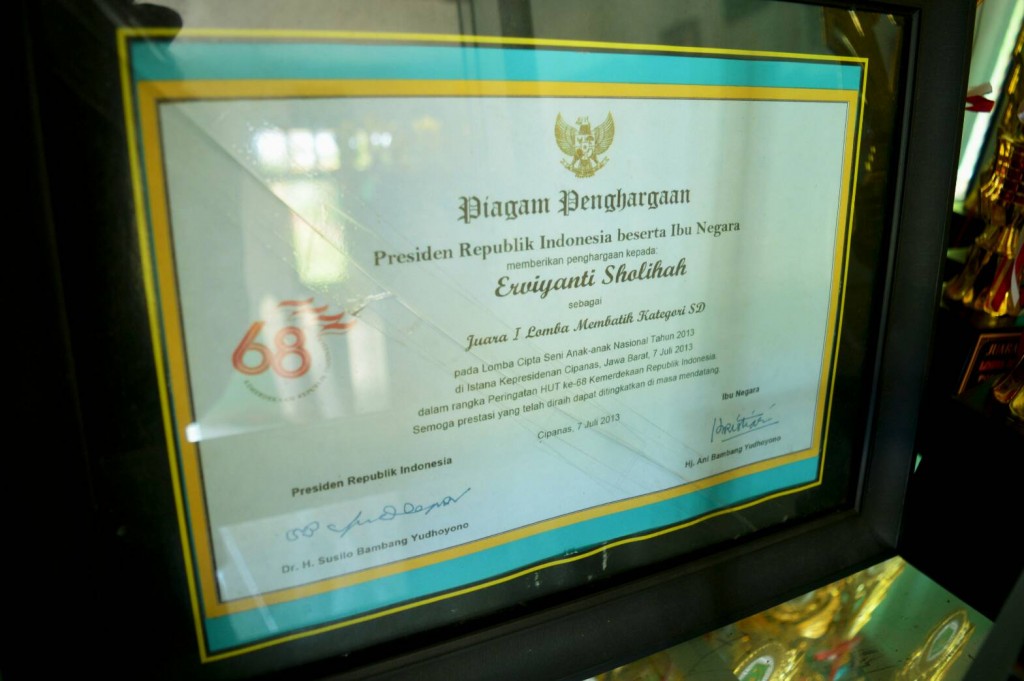 Piagam Penghargaan
Presiden Republik Indonesia beserta Ibu Negara
memberikan penghargaan kepada:
Erviyanti Sholihah
sebagai
Juara I Lomba Membatik Kategori SD
pada Lomba Cipta Seni Anak-anak Nasional Tahun 2013
di Istana Kepresidenan Cipanas, Jawa Barat, 7 Juli 2013
dalam rangka Peringatan HUT ke-68 Kemerdekaan Republik Indonesia.
Semoga prestasi yang telah diraih dapat ditingkatkan di masa mendatang.
68
Cipanas, 7 Juli 2013
Ibu Negara
Hj. Ani Bambang Yudhoyono
Presiden Republik Indonesia
Dr. H. Susilo Bambang Yudhoyono
JUARA